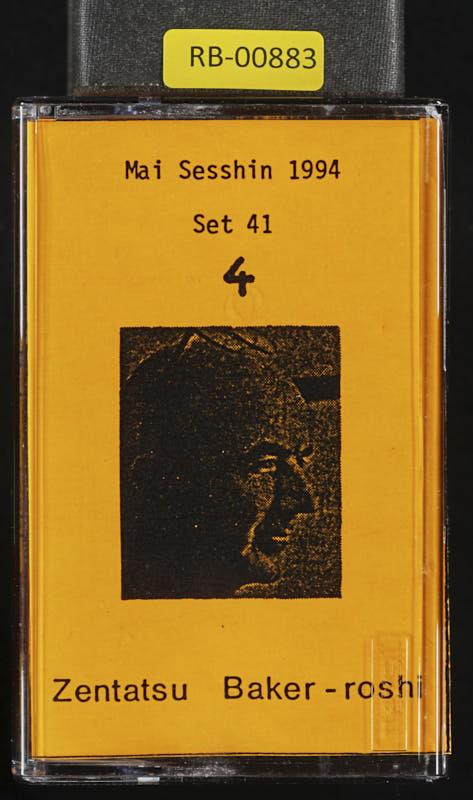 RB-00883
Mai Sesshin 1994
Set 41
4
Zentatsu Baker-roshi